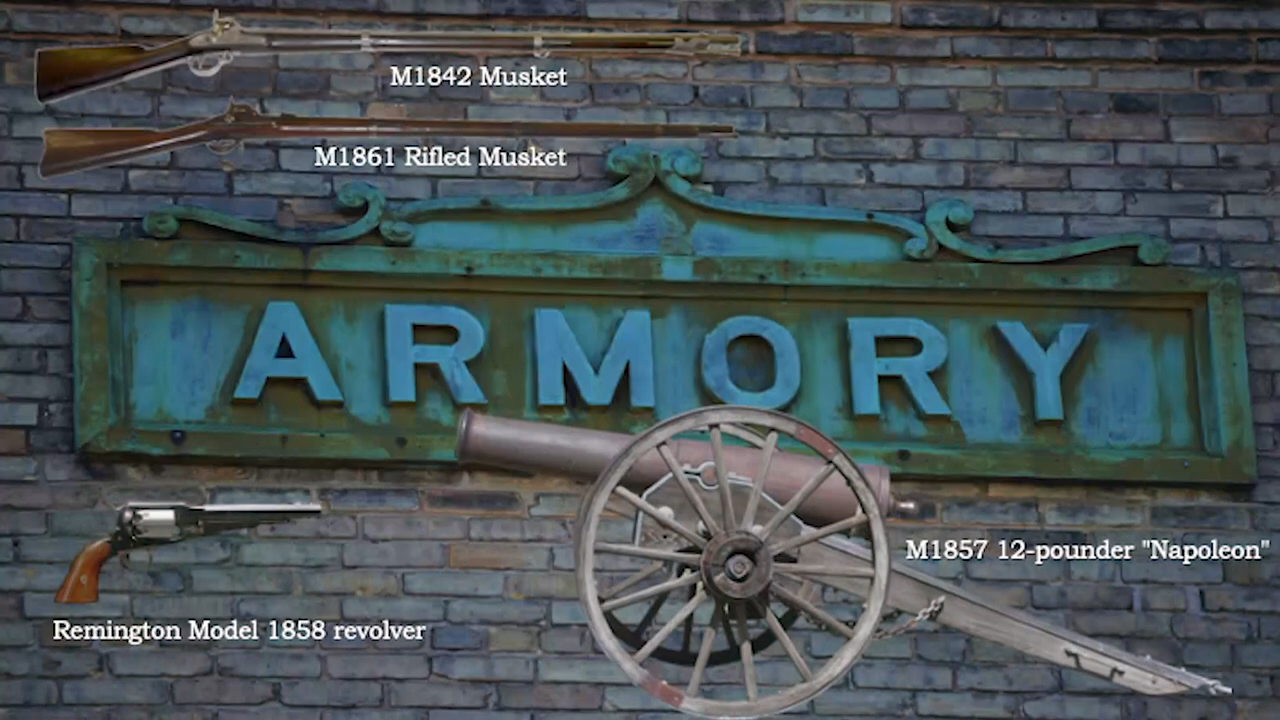 M1842 Musket
M1861 Rifled Musket
ARMORY
M1857 12-pounder "Napoleon"
Remington Model 1858 revolver